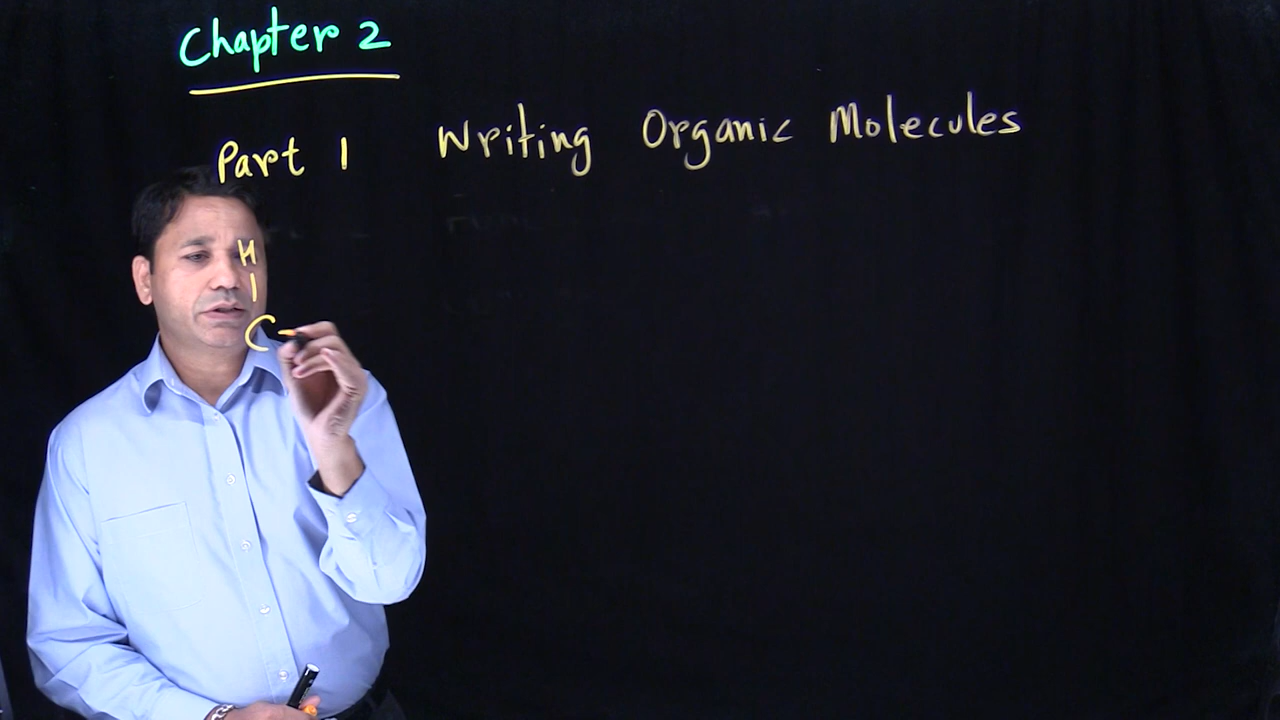 Chapter 2
Part 1 Writing Organic Molecules
H
|
C-